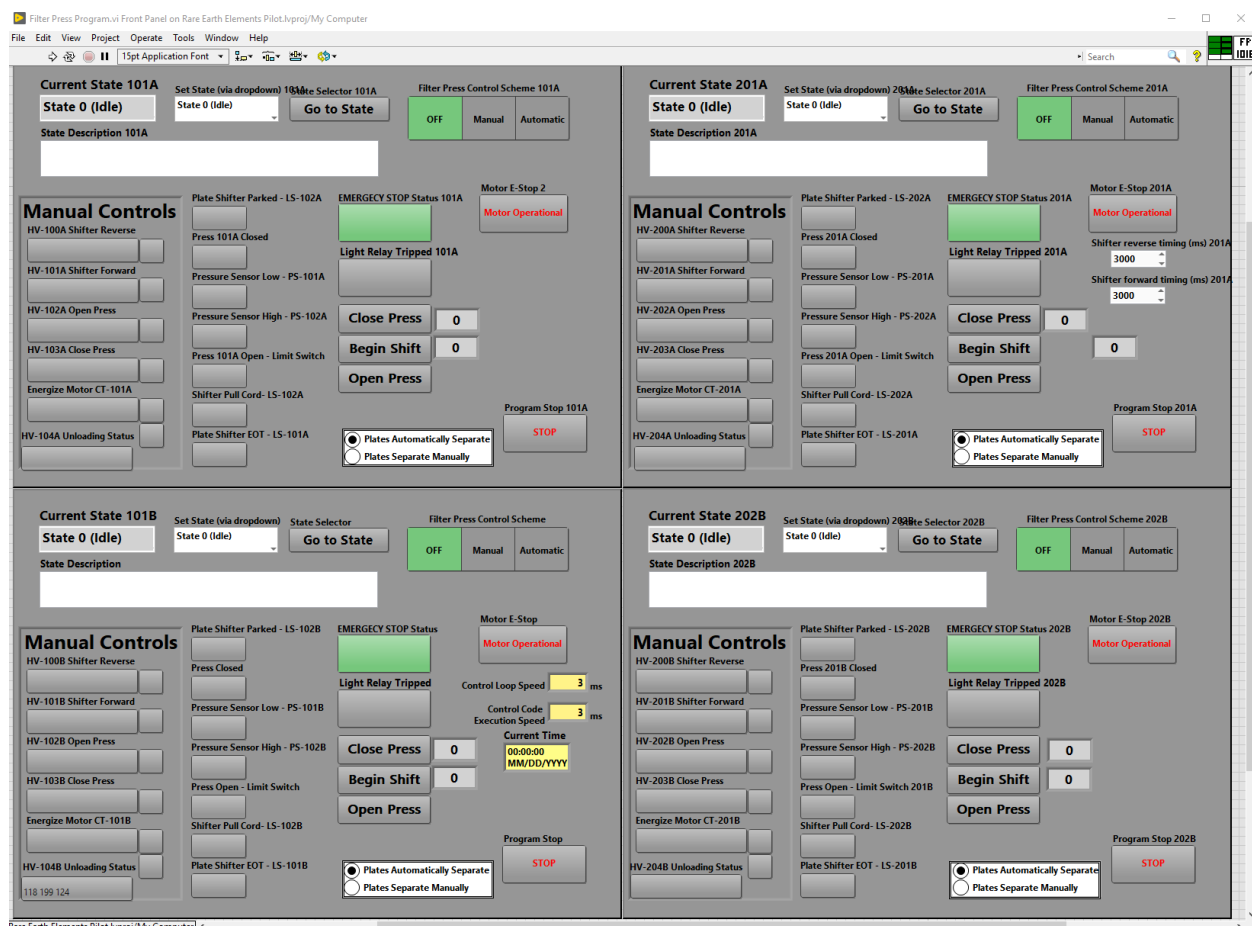 Filter Press Program.vi Front Panel on Rare Earth Elements Pilot.lvproj/My Computer
File Edit View Project Operate Tools Window Help
15pt Application Font
Search
FP
101B
Current State 101A
State 0 (Idle)
Set State (via dropdown) 101A
State 0 (Idle)
State Selector 101A
Go to State
Filter Press Control Scheme 101A
OFF Manual Automatic
State Description 101A
Manual Controls
HV-100A Shifter Reverse
HV-101A Shifter Forward
HV-102A Open Press
HV-103A Close Press
Energize Motor CT-101A
HV-104A Unloading Status
Plate Shifter Parked - LS-102A
Press 101A Closed
Pressure Sensor Low - PS-101A
Pressure Sensor High - PS-102A
Press 101A Open - Limit Switch
Shifter Pull Cord- LS-102A
Plate Shifter EOT - LS-101A
EMERGECY STOP Status 101A
Light Relay Tripped 101A
Close Press 0
Begin Shift 0
Open Press
Plates Automatically Separate
Plates Separate Manually
Motor E-Stop 2
Motor Operational
Program Stop 101A
STOP
Current State 201A
State 0 (Idle)
Set State (via dropdown) 201A
State 0 (Idle)
State Selector 201A
Go to State
Filter Press Control Scheme 201A
OFF Manual Automatic
State Description 201A
Manual Controls
HV-200A Shifter Reverse
HV-201A Shifter Forward
HV-202A Open Press
HV-203A Close Press
Energize Motor CT-201A
HV-204A Unloading Status
Plate Shifter Parked - LS-202A
Press 201A Closed
Pressure Sensor Low - PS-201A
Pressure Sensor High - PS-202A
Press 201A Open - Limit Switch
Shifter Pull Cord- LS-202A
Plate Shifter EOT - LS-201A
EMERGECY STOP Status 201A
Light Relay Tripped 201A
Close Press 0
Begin Shift 0
Open Press
Plates Automatically Separate
Plates Separate Manually
Motor E-Stop 201A
Motor Operational
Shifter reverse timing (ms) 201A
3000
Shifter forward timing (ms) 201A
3000
Program Stop 201A
STOP
Current State 101B
State 0 (Idle)
Set State (via dropdown)
State 0 (Idle)
State Selector
Go to State
Filter Press Control Scheme
OFF Manual Automatic
State Description
Manual Controls
HV-100B Shifter Reverse
HV-101B Shifter Forward
HV-102B Open Press
HV-103B Close Press
Energize Motor CT-101B
HV-104B Unloading Status
118 199 124
Plate Shifter Parked - LS-102B
Press Closed
Pressure Sensor Low - PS-101B
Pressure Sensor High - PS-102B
Press Open - Limit Switch
Shifter Pull Cord- LS-102B
Plate Shifter EOT - LS-101B
EMERGECY STOP Status
Light Relay Tripped
Close Press 0
Begin Shift 0
Open Press
Plates Automatically Separate
Plates Separate Manually
Motor E-Stop
Motor Operational
Control Loop Speed 3 ms
Control Code
Execution Speed 3 ms
Current Time
00:00:00
MM/DD/YYYY
Program Stop
STOP
Current State 202B
State 0 (Idle)
Set State (via dropdown) 202B
State 0 (Idle)
State Selector 202B
Go to State
Filter Press Control Scheme 202B
OFF Manual Automatic
State Description 202B
Manual Controls
HV-200B Shifter Reverse
HV-201B Shifter Forward
HV-202B Open Press
HV-203B Close Press
Energize Motor CT-201B
HV-204B Unloading Status
Plate Shifter Parked - LS-202B
Press 201B Closed
Pressure Sensor Low - PS-201B
Pressure Sensor High - PS-202B
Press Open - Limit Switch 201B
Shifter Pull Cord- LS-202B
Plate Shifter EOT - LS-201B
EMERGECY STOP Status 202B
Light Relay Tripped 202B
Close Press 0
Begin Shift 0
Open Press
Plates Automatically Separate
Plates Separate Manually
Motor E-Stop 202B
Motor Operational
Program Stop 202B
STOP
Rare Earth Elements Pilot.lvproj/My Computer